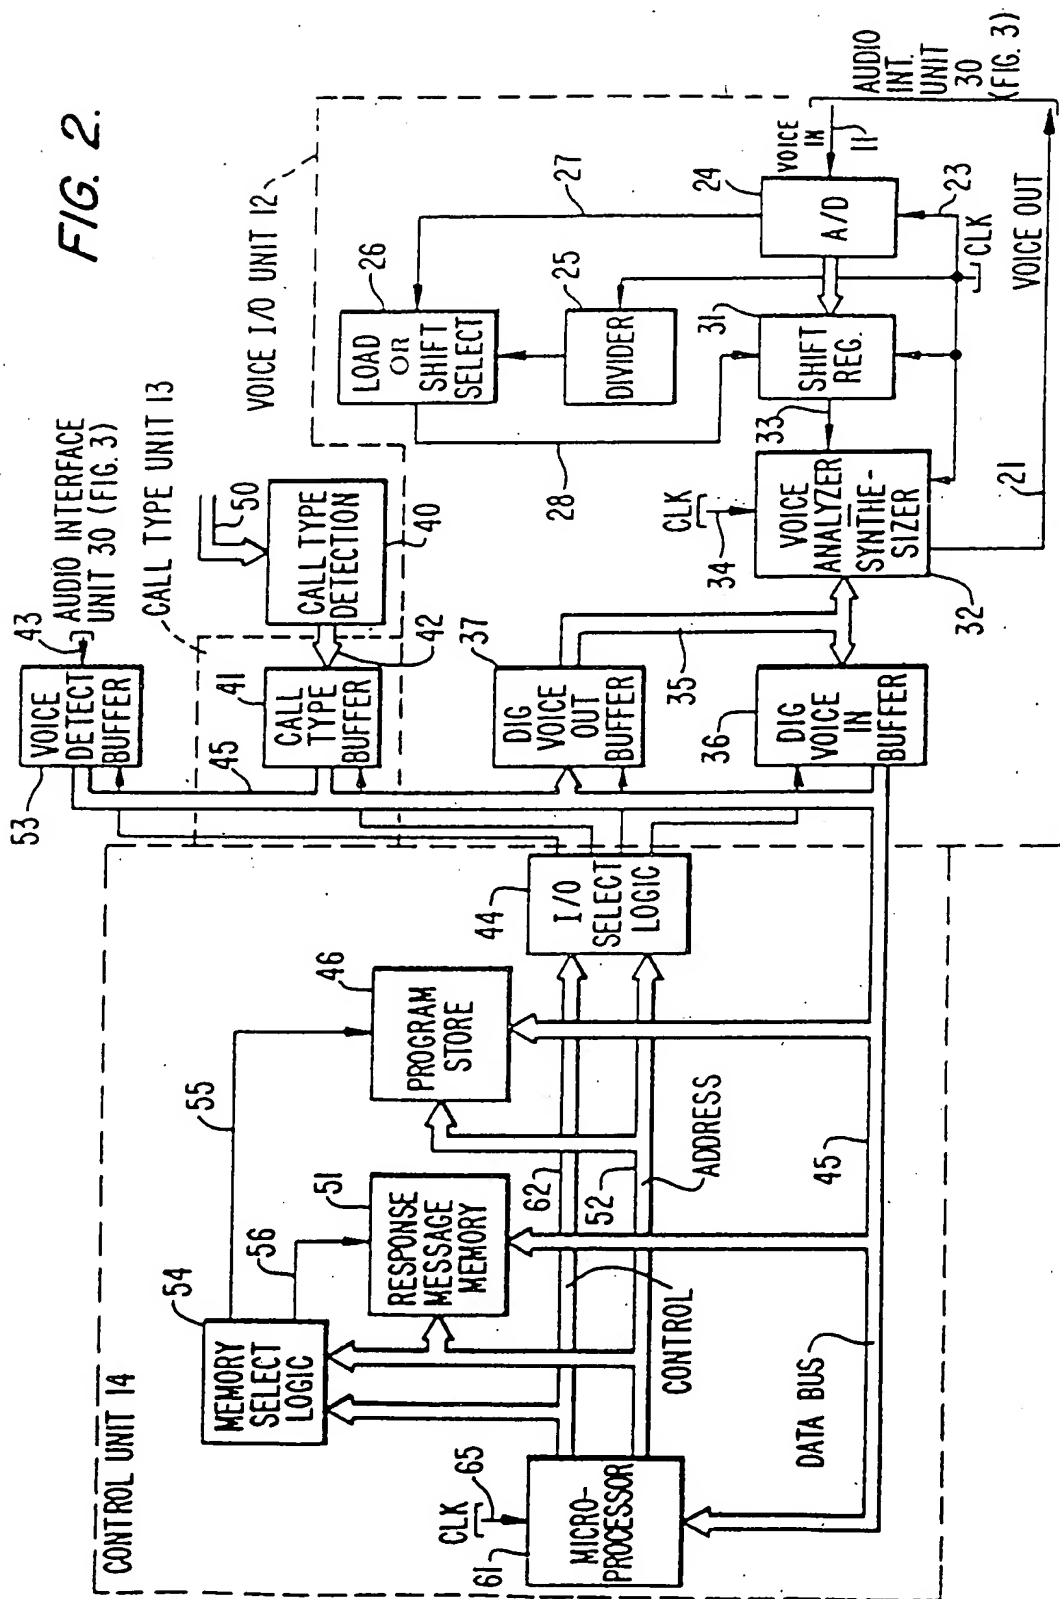 FIG. 2.
CONTROL UNIT 14
54
MEMORY
SELECT
LOGIC
55
56
51
RESPONSE
MESSAGE
MEMORY
46
PROGRAM
STORE
CLK
65
61
MICRO-
PROCESSOR
62
52
CONTROL
ADDRESS
44
I/O
SELECT
LOGIC
DATA BUS
45
53
VOICE
DETECT
BUFFER
43
AUDIO INTERFACE
UNIT 30 (FIG. 3)
CALL TYPE UNIT 13
45
41
CALL
TYPE
BUFFER
42
50
CALL TYPE
DETECTION
40
VOICE I/O UNIT 12
37
DIG
VOICE
OUT
BUFFER
35
36
DIG
VOICE
IN
BUFFER
26
LOAD
OR
SHIFT
SELECT
27
28
25
DIVIDER
CLK
34
VOICE
ANALYZER
SYNTHE-
SIZER
32
33
31
SHIFT
REG.
24
A/D
VOICE
IN
11
23
CLK
21
VOICE OUT
AUDIO
INT.
UNIT
30
(FIG. 3)